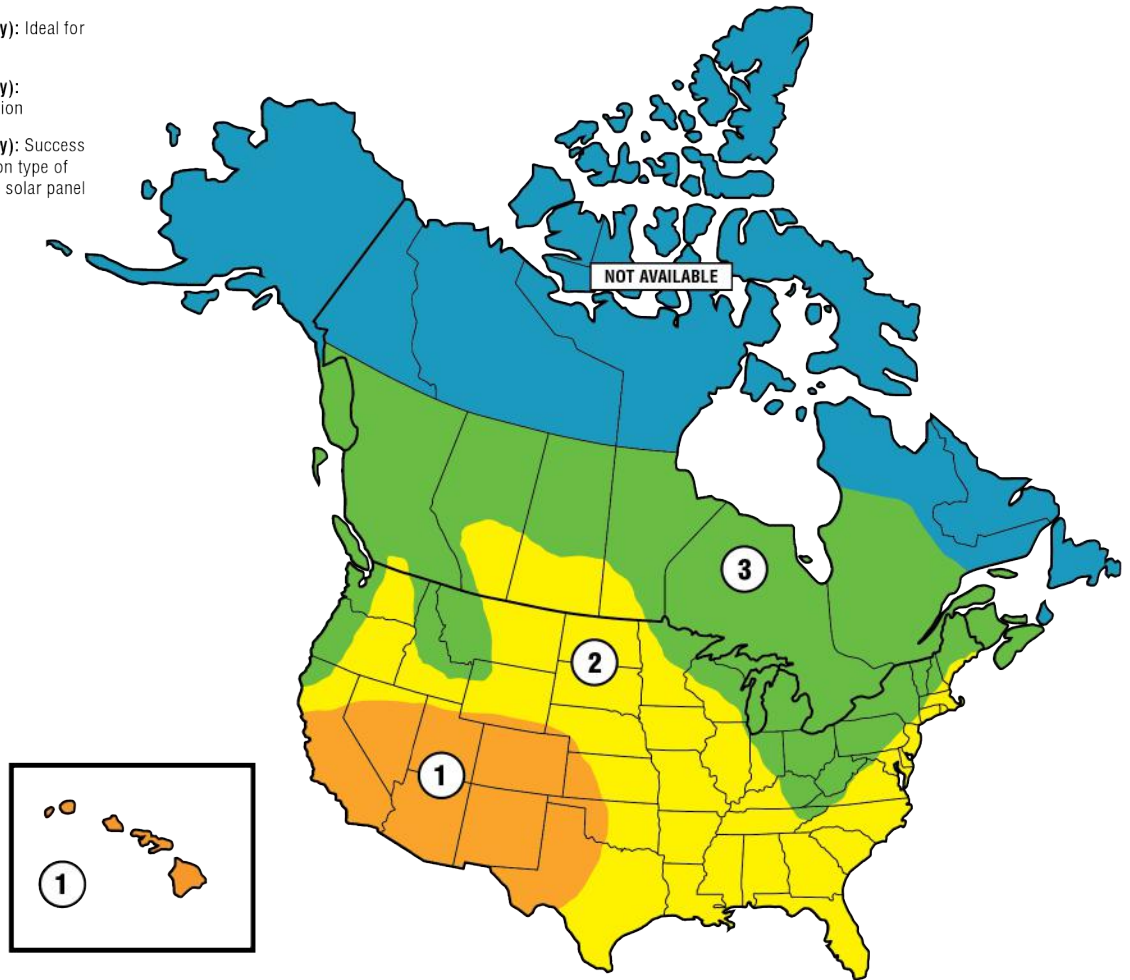 y): Ideal for
y):
ion
y): Success
on type of
solar panel
NOT AVAILABLE
3
2
1
1